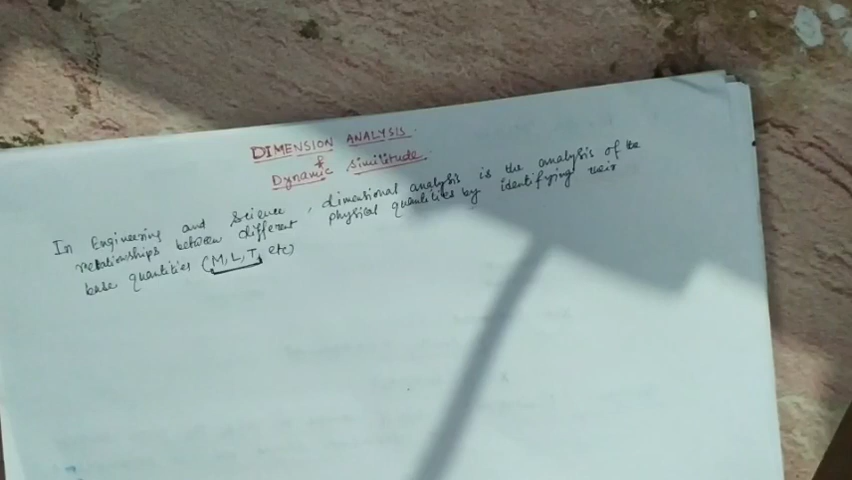 DIMENSION ANALYSIS
&
Dynamic similitude.
In Engineering and Science, dimensional analysis is the analysis of the
relationships between different physical quantities by identifying their
base quantities (M, L, T, etc)